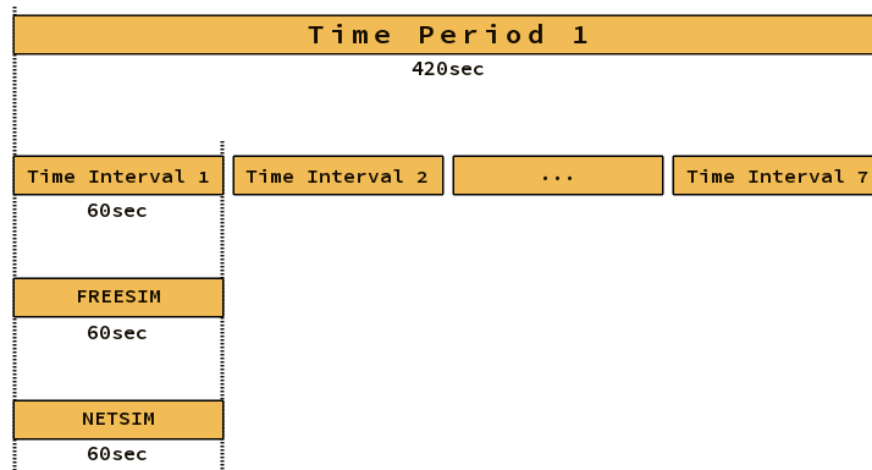 Time Period 1
420sec
Time Interval 1 Time Interval 2 ... Time Interval 7
60sec
FREESIM
60sec
NETSIM
60sec